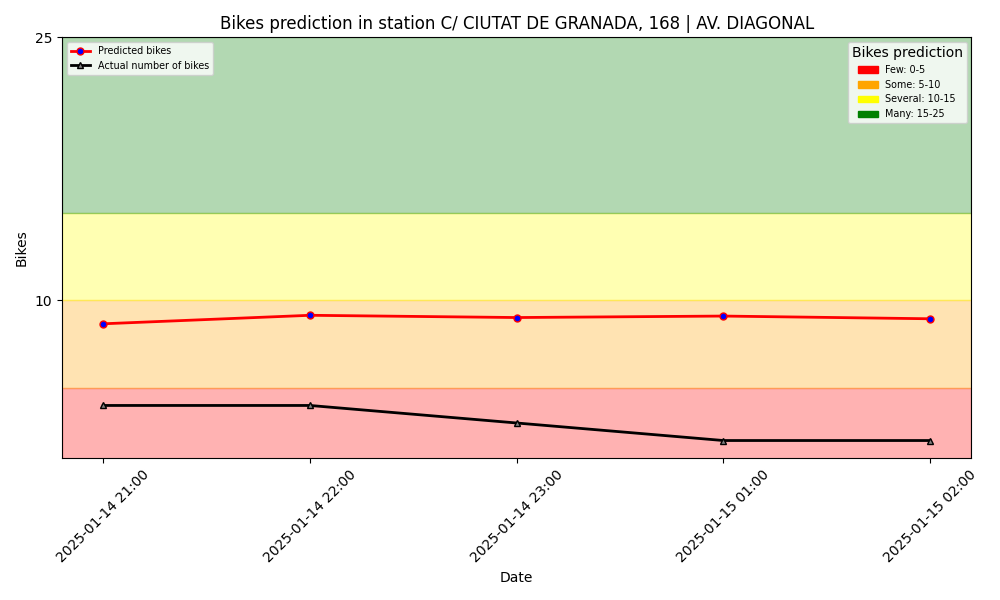 Bikes prediction in station C/ CIUTAT DE GRANADA, 168 | AV. DIAGONAL
25
Predicted bikes
Actual number of bikes
Bikes prediction
Few: 0-5
Some: 5-10
Several: 10-15
Many: 15-25
Bikes
10
2025-01-14 21:00
2025-01-14 22:00
2025-01-14 23:00
2025-01-15 01:00
2025-01-15 02:00
Date